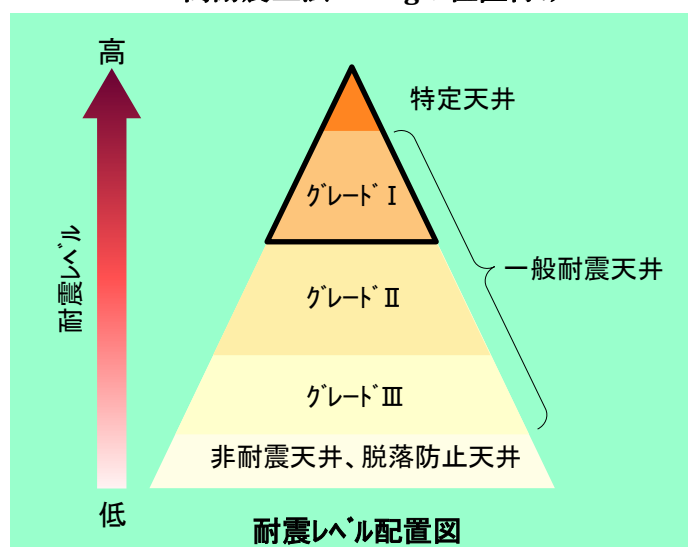 高
特定天井
グレードⅠ
耐震レベル
一般耐震天井
グレードⅡ
グレードⅢ
非耐震天井、脱落防止天井
低
耐震レベル配置図